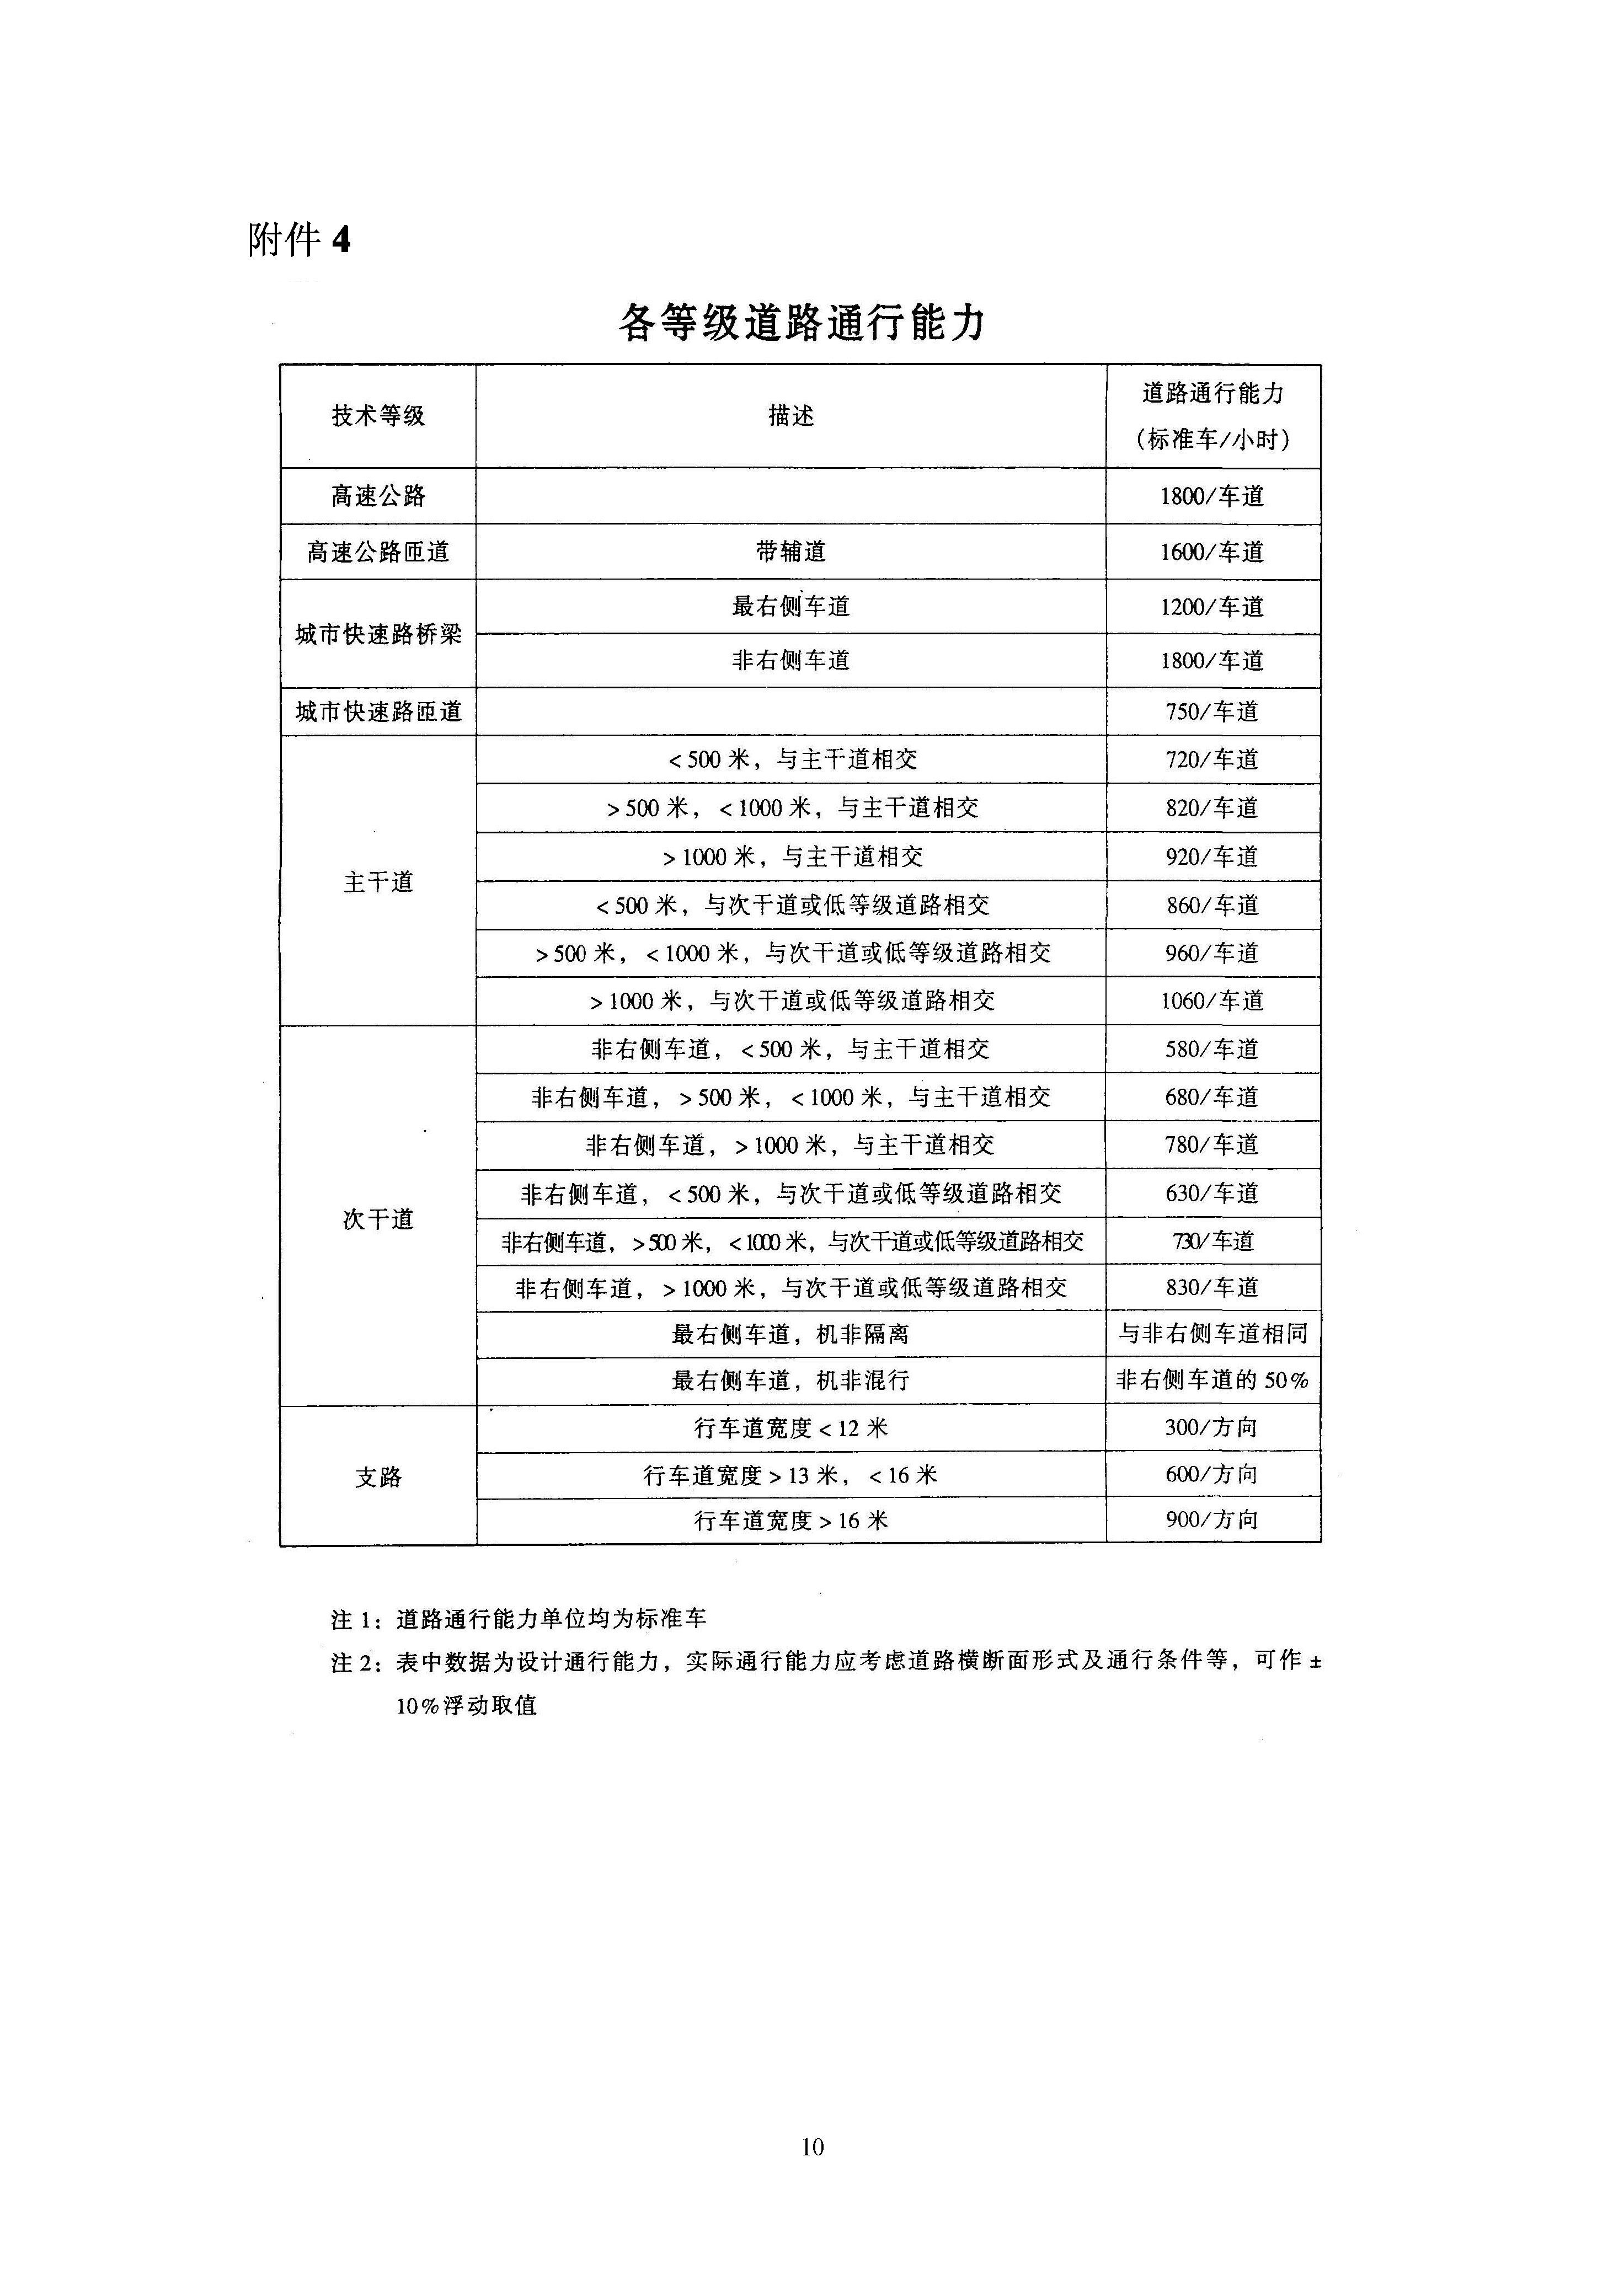 附件 4
各等级道路通行能力
技术等级 描述 道路通行能力
(标准车/小时)
高速公路 1800/车道
高速公路匝道 带辅道 1600/车道
城市快速路桥梁 最右侧车道 1200/车道
非右侧车道 1800/车道
城市快速路匝道 750/车道
主干道 <500 米，与主干道相交 720/车道
>500 米，<1000 米，与主干道相交 820/车道
>1000 米，与主干道相交 920/车道
<500 米，与次干道或低等级道路相交 860/车道
>500 米，<1000 米，与次干道或低等级道路相交 960/车道
>1000 米，与次干道或低等级道路相交 1060/车道
次干道 非右侧车道，<500 米，与主干道相交 580/车道
非右侧车道，>500 米，<1000 米，与主干道相交 680/车道
非右侧车道，>1000 米，与主干道相交 780/车道
非右侧车道，<500 米，与次干道或低等级道路相交 630/车道
非右侧车道，>500 米，<1000 米，与次干道或低等级道路相交 730/车道
非右侧车道，>1000 米，与次干道或低等级道路相交 830/车道
最右侧车道，机非隔离 与非右侧车道相同
最右侧车道，机非混行 非右侧车道的 50%
支路 行车道宽度<12 米 300/方向
行车道宽度>13 米，<16 米 600/方向
行车道宽度>16 米 900/方向
注 1：道路通行能力单位均为标准车
注 2：表中数据为设计通行能力，实际通行能力应考虑道路横断面形式及通行条件等，可作 ±
10%浮动取值
10